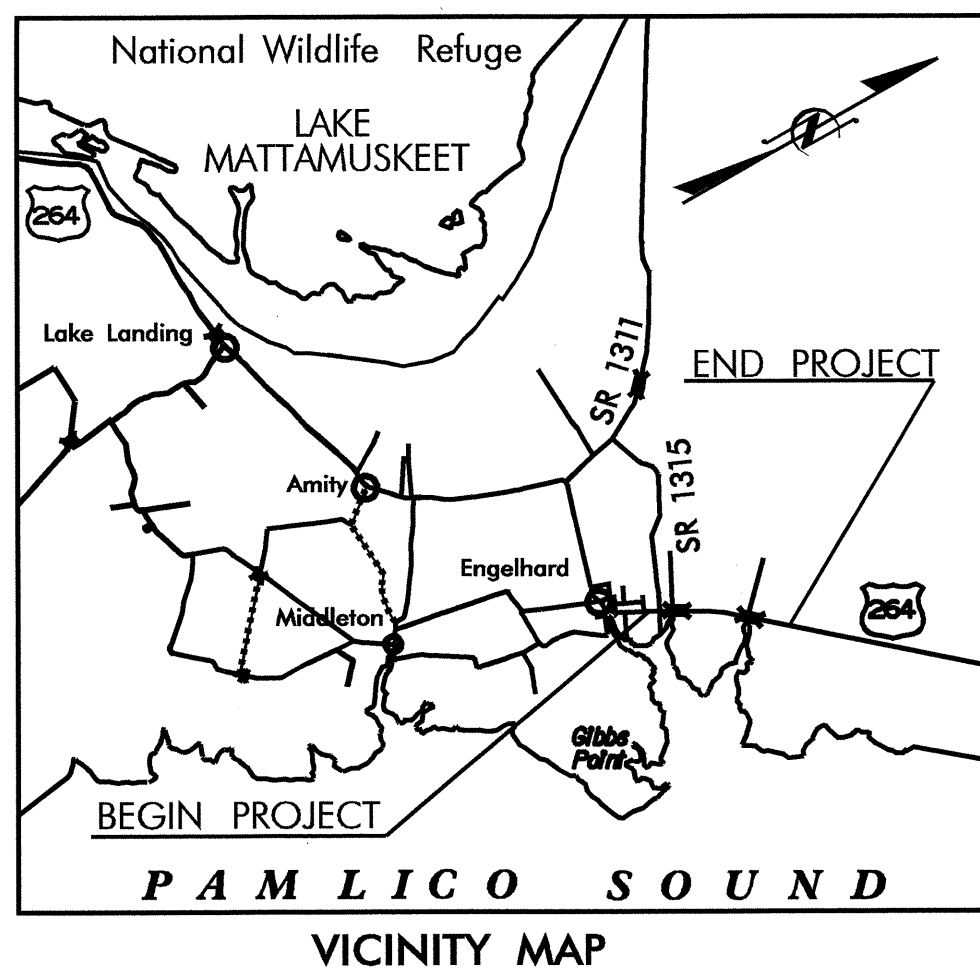 National Wildlife Refuge
LAKE
MATTAMUSKEET
264
Lake Landing
SR 1311
END PROJECT
SR 1315
Amity
Engelhard
264
Middleton
Gibbs
Point
BEGIN PROJECT
PAMLICO SOUND
VICINITY MAP